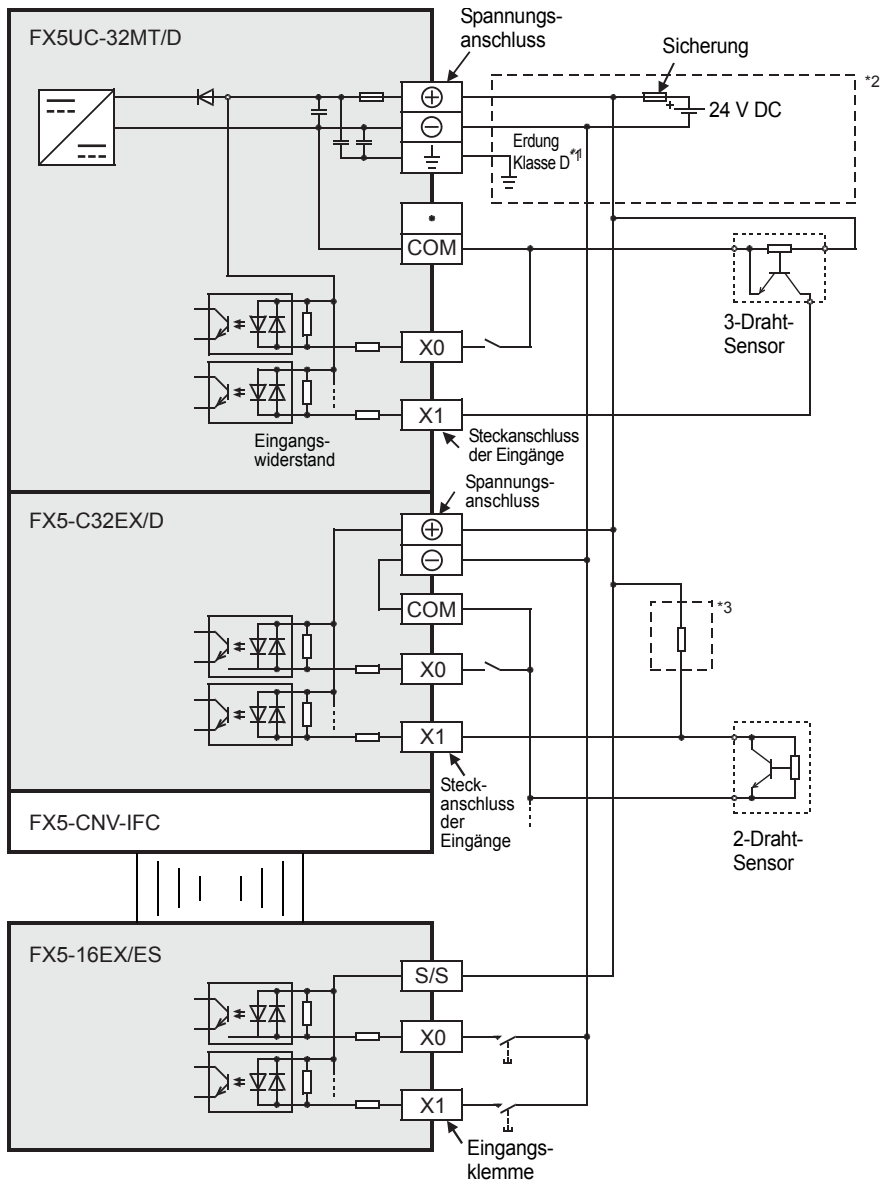 FX5UC-32MT/D
Spannungs-
anschluss
Sicherung
*2
24 V DC
Erdung
Klasse D*1
COM
3-Draht-
Sensor
X0
X1
Eingangs-
widerstand
Steckanschluss
der Eingänge
Spannungs-
anschluss
FX5-C32EX/D
COM
*3
X0
X1
Steck-
anschluss
der
Eingänge
FX5-CNV-IFC
2-Draht-
Sensor
FX5-16EX/ES
S/S
X0
X1
Eingangs-
klemme